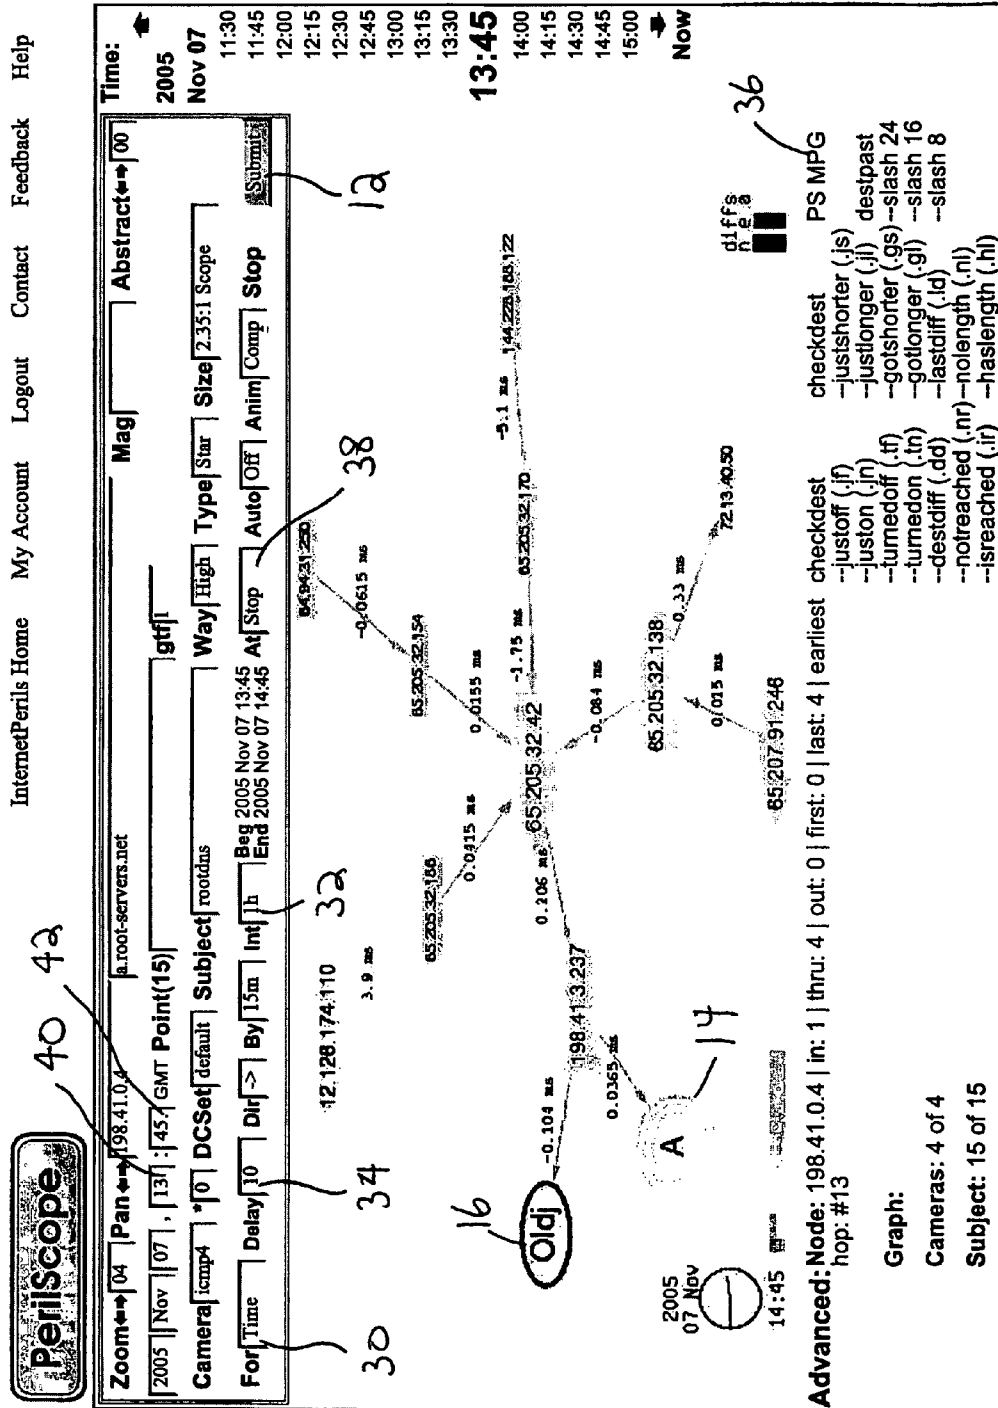 InternetPerils Home My Account Logout Contact Feedback Help
PerilScope
40
42
Zoom 04 Pan 198.41.0.4 a.root-servers.net Mag Abstract 00
2005 Nov 07 , 13 : 45 GMT Point(15) gtf 1
Camera icmp4 * 0 DCSet default Subject rootdns Way High Type Star Size 2.35:1 Scope
For Time Delay 10 Dir -> By 15m Int 1h Beg 2005 Nov 07 13:45 At Stop Auto Off Anim Comp Stop Submit
End 2005 Nov 07 14:45
30
34
32
38
12
Time:
2005
Nov 07
11:30
11:45
12:00
12:15
12:30
12:45
13:00
13:15
13:30
13:45
14:00
14:15
14:30
14:45
15:00
Now
12.128.174.110
3.9 ms
64.94.31.250
-0.0615 ms
65.205.32.154
0.0155 ms
65.205.32.166
0.0415 ms
65.205.32.42
-1.75 ms
65.205.32.170
-5.1 ms
144.228.188.122
0.206 ms
-0.084 ms
198.41.3.237
65.205.32.138
0.33 ms
72.13.40.50
0.015 ms
65.207.91.246
-0.104 ms
0.0365 ms
16
Oldj
A
14
diffs
n e a
36
2005
07 Nov
14:45
Advanced: Node: 198.41.0.4 | in: 1 | thru: 4 | out: 0 | first: 0 | last: 4 | earliest
hop: #13
checkdest
--justoff (.jf)
--juston (.jn)
--turnedoff (.tf)
--turnedon (.tn)
--destdiff (.dd)
--notreached (.nr)
--isreached (.ir)
checkdest
--justshorter (.js)
--justlonger (.jl)
--gotshorter (.gs)
--gotlonger (.gl)
--lastdiff (.ld)
--nolength (.nl)
--haslength (.hl)
PS MPG
destpast
--slash 24
--slash 16
--slash 8
Graph:
Cameras: 4 of 4
Subject: 15 of 15